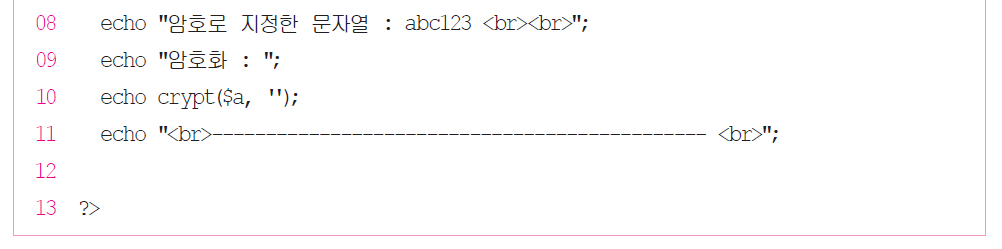 08 echo "암호로 지정한 문자열 : abc123 <br><br>";
09 echo "암호화 : ";
10 echo crypt($a, '');
11 echo "<br>---------------------------------------------- <br>";
12
13 ?>